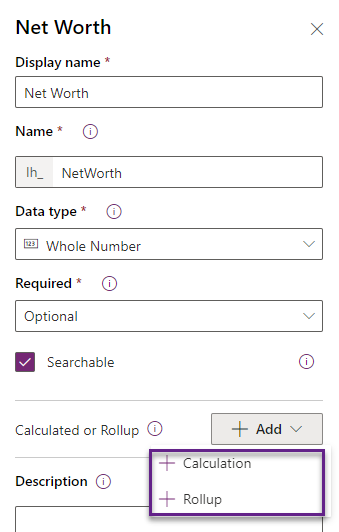 Net Worth
Display name *
Net Worth
Name *
lh_ NetWorth
Data type *
123 Whole Number
Required *
Optional
Searchable
Calculated or Rollup + Add
+ Calculation
+ Rollup
Description